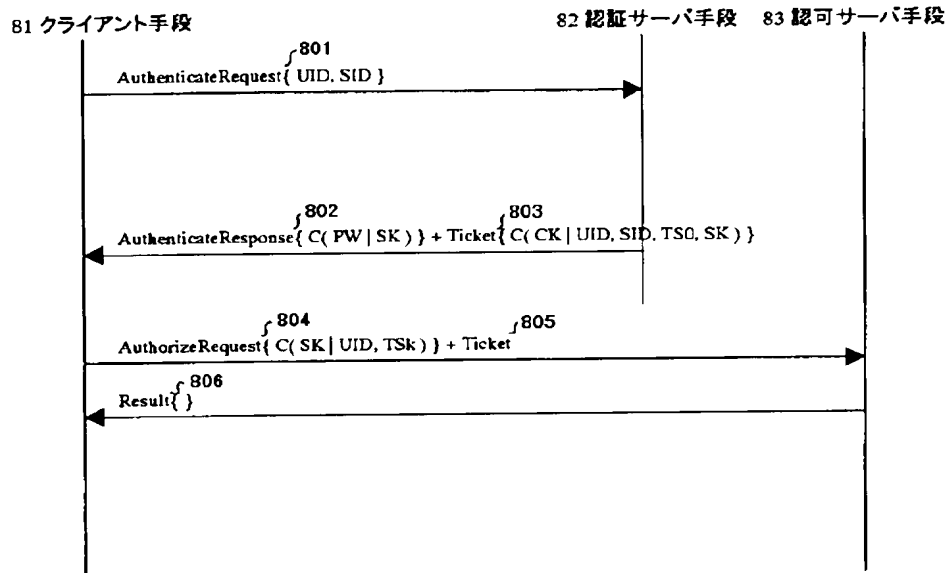 81 クライアント手段
82 認証サーバ手段
83 認可サーバ手段
801
AuthenticateRequest{ UID, SID }
802
803
AuthenticateResponse{ C( PW | SK ) } + Ticket{ C( CK | UID, SID, TS0, SK ) }
804
805
AuthorizeRequest{ C( SK | UID, TSk ) } + Ticket
806
Result{ }